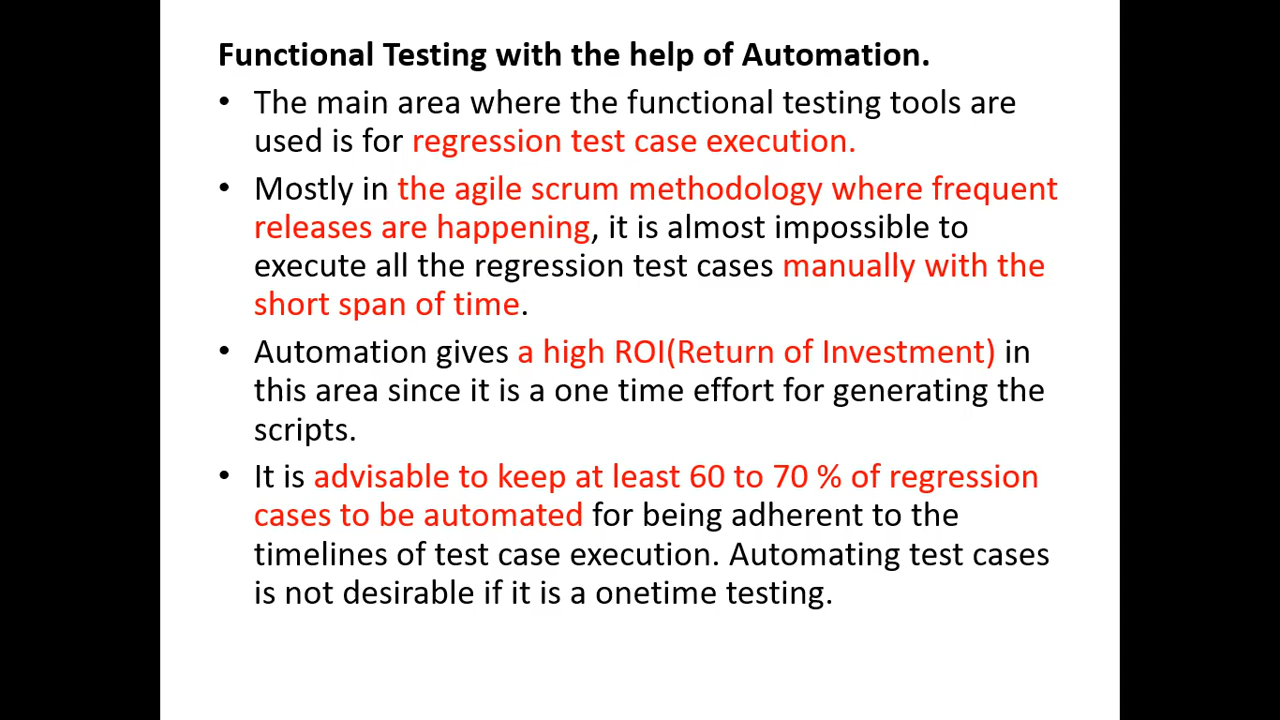 Functional Testing with the help of Automation.
• The main area where the functional testing tools are
used is for regression test case execution.
• Mostly in the agile scrum methodology where frequent
releases are happening, it is almost impossible to
execute all the regression test cases manually with the
short span of time.
• Automation gives a high ROI(Return of Investment) in
this area since it is a one time effort for generating the
scripts.
• It is advisable to keep at least 60 to 70 % of regression
cases to be automated for being adherent to the
timelines of test case execution. Automating test cases
is not desirable if it is a onetime testing.